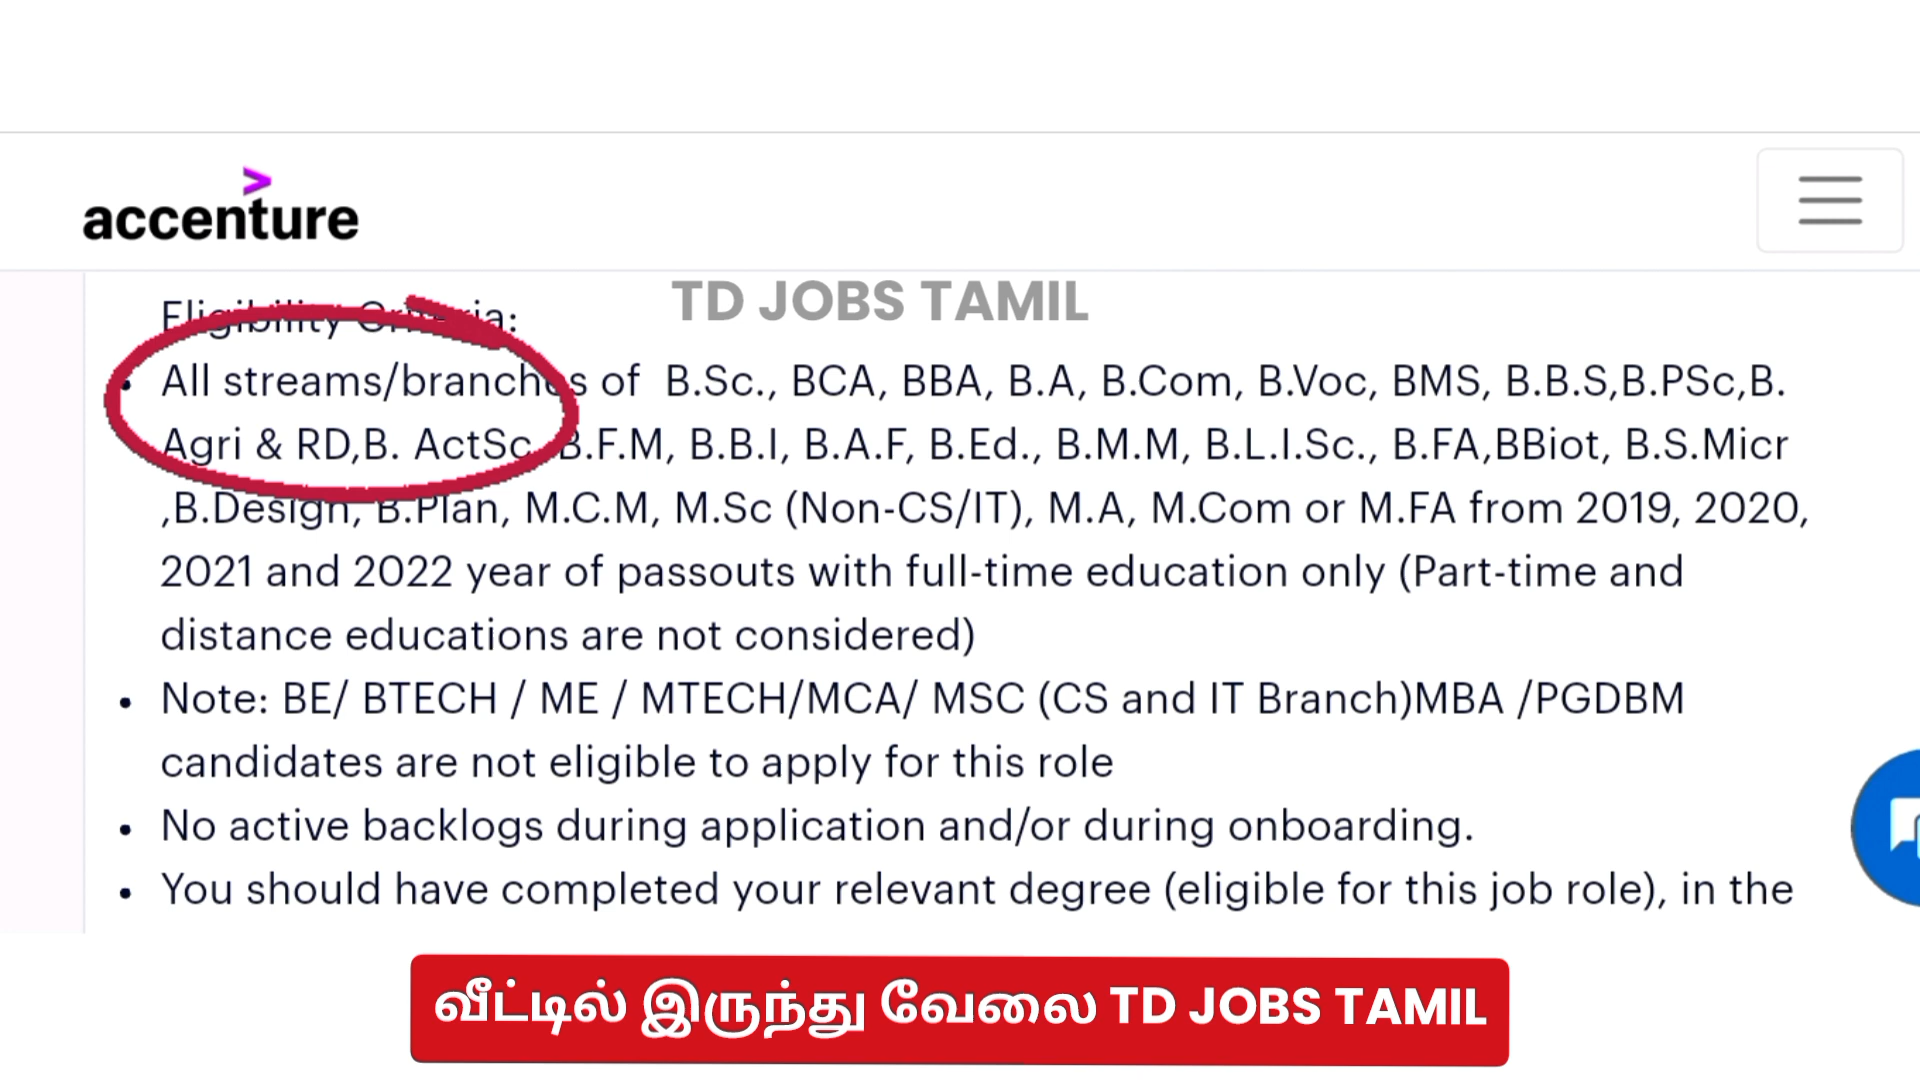 accenture
TD JOBS TAMIL
Eligibility Criteria:
• All streams/branches of B.Sc., BCA, BBA, B.A, B.Com, B.Voc, BMS, B.B.S,B.PSc,B.
Agri & RD,B. ActSc, B.F.M, B.B.I, B.A.F, B.Ed., B.M.M, B.L.I.Sc., B.FA,BBiot, B.S.Micr
,B.Design, B.Plan, M.C.M, M.Sc (Non-CS/IT), M.A, M.Com or M.FA from 2019, 2020,
2021 and 2022 year of passouts with full-time education only (Part-time and
distance educations are not considered)
• Note: BE/ BTECH / ME / MTECH/MCA/ MSC (CS and IT Branch)MBA /PGDBM
candidates are not eligible to apply for this role
• No active backlogs during application and/or during onboarding.
• You should have completed your relevant degree (eligible for this job role), in the
வீட்டில் இருந்து வேலை TD JOBS TAMIL